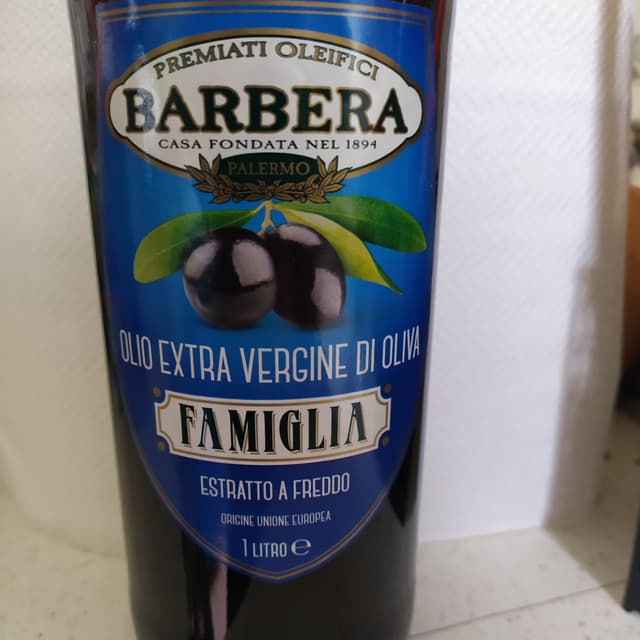 PREMIATI OLEIFICI
BARBERA
CASA FONDATA NEL 1894
PALERMO
OLIO EXTRA VERGINE DI OLIVA
FAMIGLIA
ESTRATTO A FREDDO
ORIGINE UNIONE EUROPEA
1 LITRO ℮